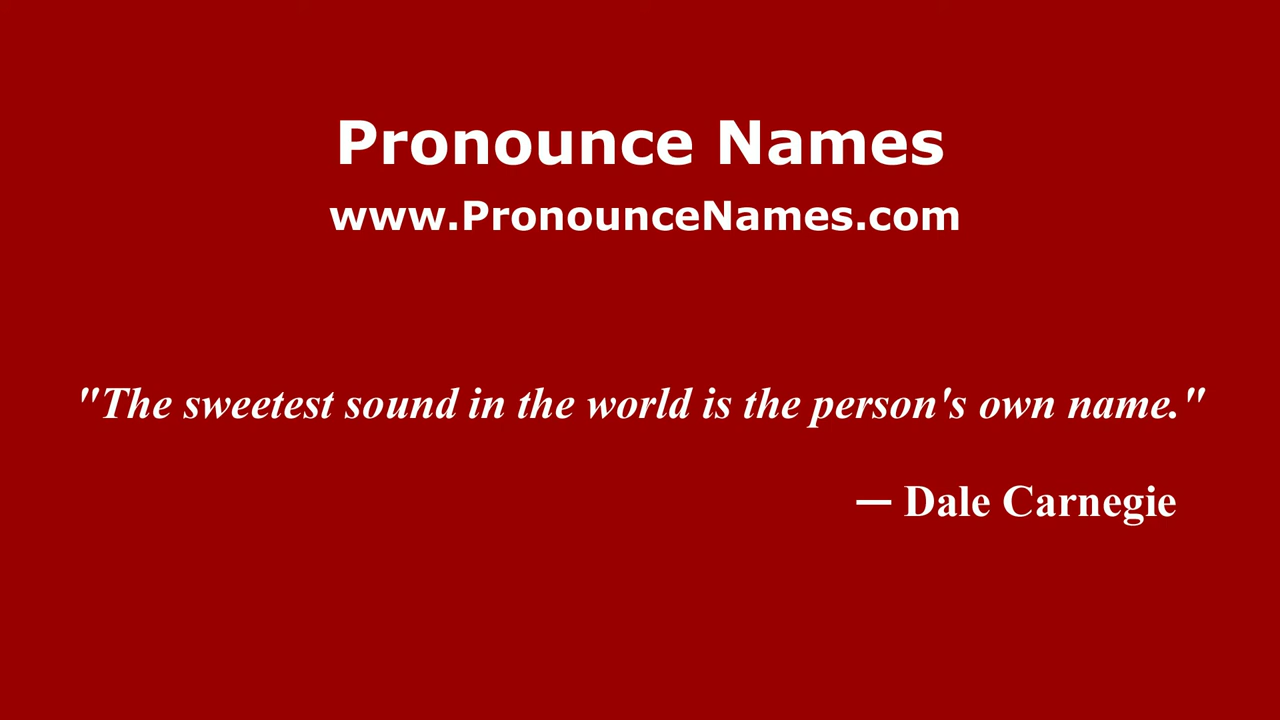 Pronounce Names
www.PronounceNames.com
"The sweetest sound in the world is the person's own name."
— Dale Carnegie